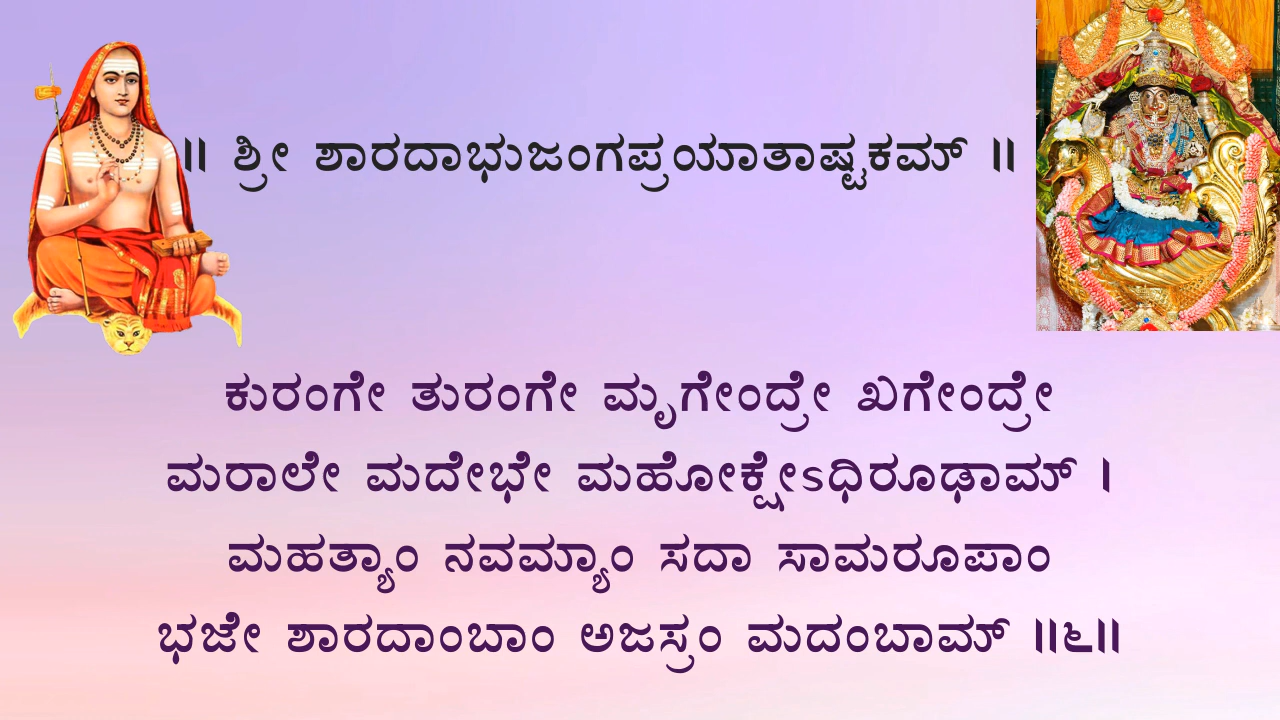 ॥ ಶ್ರೀ ಶಾರದಾಭುಜಂಗಪ್ರಯಾತಾಷ್ಟಕಮ್ ॥
ಕುರಂಗೇ ತುರಂಗೇ ಮೃಗೇಂದ್ರೇ ಖಗೇಂದ್ರೇ
ಮರಾಲೇ ಮದೇಭೇ ಮಹೋಕ್ಷೇಽಧಿರೂಢಾಮ್ ।
ಮಹತ್ಯಾಂ ನವಮ್ಯಾಂ ಸದಾ ಸಾಮರೂಪಾಂ
ಭಜೇ ಶಾರದಾಂಬಾಂ ಅಜಸ್ರಂ ಮದಂಬಾಮ್ ॥೬॥